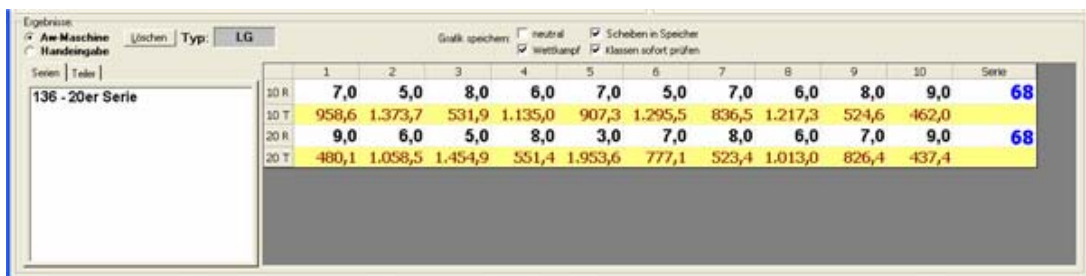 Ergebnisse
Aw-Maschine Löschen Typ: LG Grafik speichern: neutral Scheiben in Speicher
Handeingabe Wettkampf Klassen sofort prüfen
Serien Teiler
136 - 20er Serie
1 2 3 4 5 6 7 8 9 10 Serie
10 R 7,0 5,0 8,0 6,0 7,0 5,0 7,0 6,0 8,0 9,0 68
10 T 958,6 1.373,7 531,9 1.135,0 907,3 1.295,5 836,5 1.217,3 524,6 462,0
20 R 9,0 6,0 5,0 8,0 3,0 7,0 8,0 6,0 7,0 9,0 68
20 T 480,1 1.058,5 1.454,9 551,4 1.953,6 777,1 523,4 1.013,0 826,4 437,4